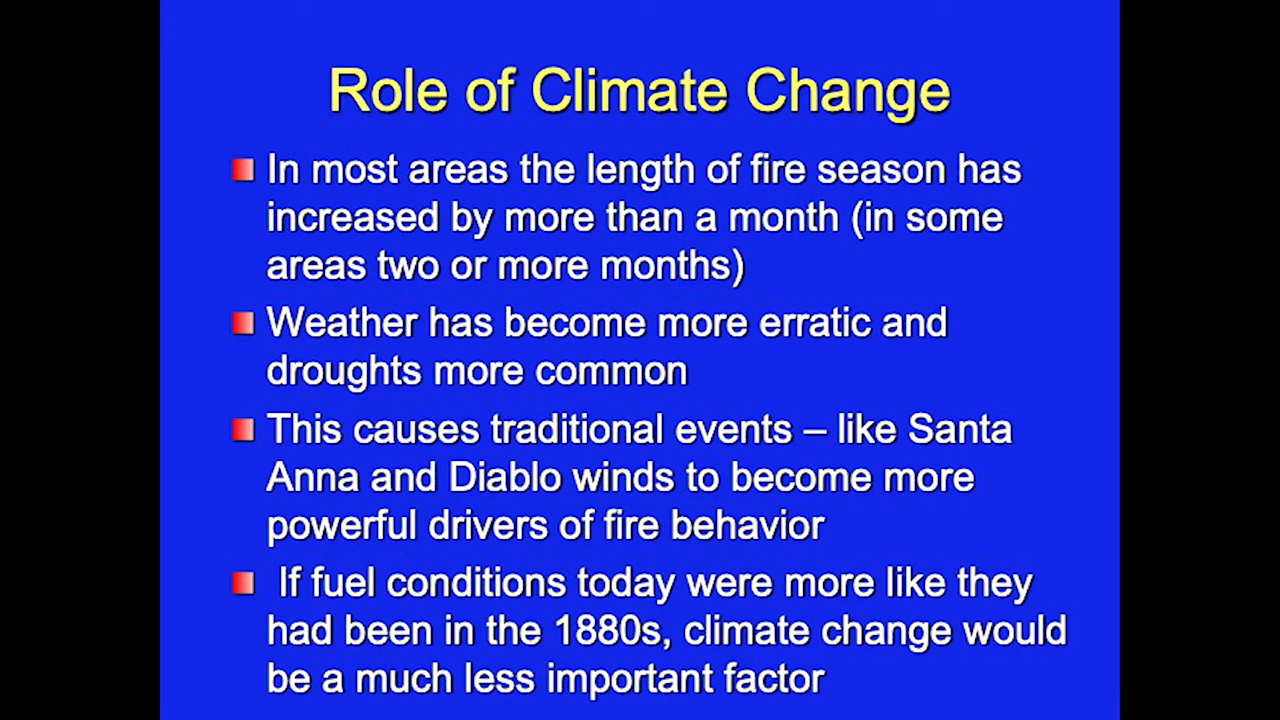 Role of Climate Change
In most areas the length of fire season has
increased by more than a month (in some
areas two or more months)
Weather has become more erratic and
droughts more common
This causes traditional events – like Santa
Anna and Diablo winds to become more
powerful drivers of fire behavior
If fuel conditions today were more like they
had been in the 1880s, climate change would
be a much less important factor